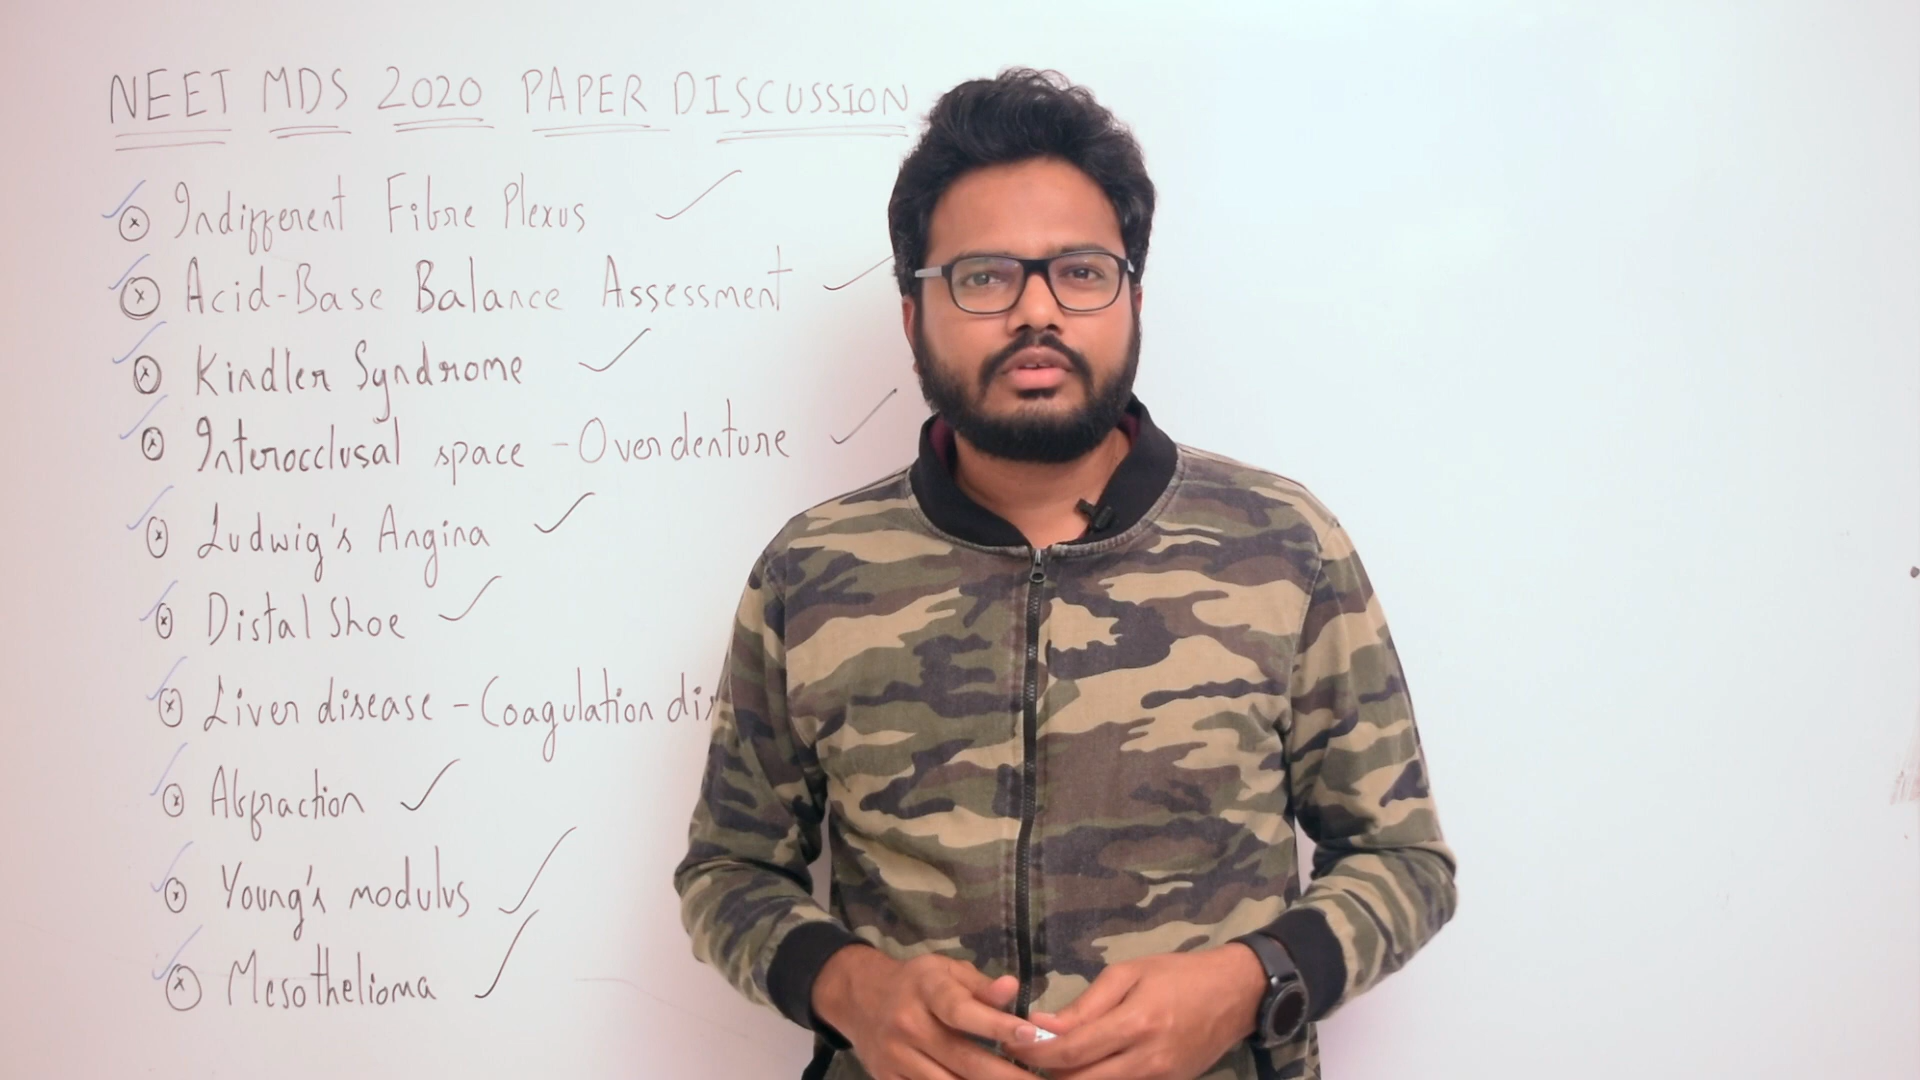 NEET MDS 2020 PAPER DISCUSSION
Indifferent Fibre Plexus
Acid-Base Balance Assessment
Kindler Syndrome
Interocclusal space - Overdenture
Ludwig's Angina
Distal Shoe
Liver disease - Coagulation dis
Abfraction
Young's modulus
Mesothelioma